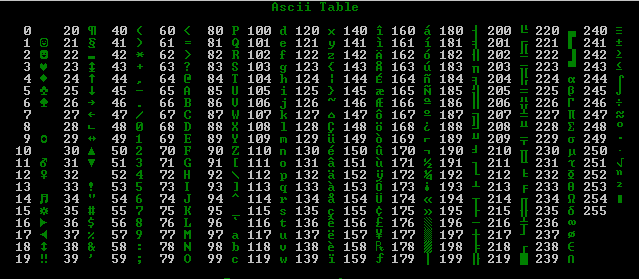 Ascii Table
0 20 ¶ 40 ( 60 < 80 P 100 d 120 x 140 î 160 á 180 ┤ 200 ╚ 220 ▄ 240 ≡
1 ☺ 21 § 41 ) 61 = 81 Q 101 e 121 y 141 ì 161 í 181 ╡ 201 ╔ 221 ▌ 241 ±
2 ☻ 22 ▬ 42 * 62 > 82 R 102 f 122 z 142 Ä 162 ó 182 ╢ 202 ╩ 222 ▐ 242 ≥
3 ♥ 23 ↨ 43 + 63 ? 83 S 103 g 123 { 143 Å 163 ú 183 ╖ 203 ╦ 223 ▀ 243 ≤
4 ♦ 24 ↑ 44 , 64 @ 84 T 104 h 124 | 144 É 164 ñ 184 ╕ 204 ╠ 224 α 244 ⌠
5 ♣ 25 ↓ 45 - 65 A 85 U 105 i 125 } 145 æ 165 Ñ 185 ╣ 205 ═ 225 ß 245 ⌡
6 ♠ 26 → 46 . 66 B 86 V 106 j 126 ~ 146 Æ 166 ª 186 ║ 206 ╬ 226 Γ 246 ÷
7 27 ← 47 / 67 C 87 W 107 k 127 ⌂ 147 ô 167 º 187 ╗ 207 ╧ 227 π 247 ≈
8 28 ∟ 48 0 68 D 88 X 108 l 128 Ç 148 ö 168 ¿ 188 ╝ 208 ╨ 228 Σ 248 °
9 ○ 29 ↔ 49 1 69 E 89 Y 109 m 129 ü 149 ò 169 ⌐ 189 ╜ 209 ╤ 229 σ 249 ∙
10 30 ▲ 50 2 70 F 90 Z 110 n 130 é 150 û 170 ¬ 190 ╛ 210 ╥ 230 µ 250 ·
11 ♂ 31 ▼ 51 3 71 G 91 [ 111 o 131 â 151 ù 171 ½ 191 ┐ 211 ╙ 231 τ 251 √
12 ♀ 32 52 4 72 H 92 \ 112 p 132 ä 152 ÿ 172 ¼ 192 └ 212 ╘ 232 Φ 252 ⁿ
13 33 ! 53 5 73 I 93 ] 113 q 133 à 153 Ö 173 ¡ 193 ┴ 213 ╒ 233 Θ 253 ²
14 ♫ 34 " 54 6 74 J 94 ^ 114 r 134 å 154 Ü 174 « 194 ┬ 214 ╓ 234 Ω 254 ■
15 ☼ 35 # 55 7 75 K 95 _ 115 s 135 ç 155 ¢ 175 » 195 ├ 215 ╫ 235 δ 255
16 ► 36 $ 56 8 76 L 96 ` 116 t 136 ê 156 £ 176 ░ 196 ─ 216 ╪ 236 ∞
17 ◄ 37 % 57 9 77 M 97 a 117 u 137 ë 157 ¥ 177 ▒ 197 ┼ 217 ┘ 237 φ
18 ↕ 38 & 58 : 78 N 98 b 118 v 138 è 158 ₧ 178 ▓ 198 ╞ 218 ┌ 238 ε
19 ‼ 39 ' 59 ; 79 O 99 c 119 w 139 ï 159 ƒ 179 │ 199 ╟ 219 █ 239 ∩